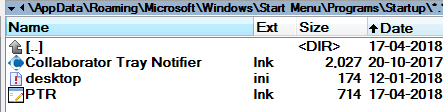 \AppData\Roaming\Microsoft\Windows\Start Menu\Programs\Startup\*.
Name Ext Size Date
[..] <DIR> 17-04-2018
Collaborator Tray Notifier lnk 2,027 20-10-2017
desktop ini 174 12-01-2018
PTR lnk 714 17-04-2018